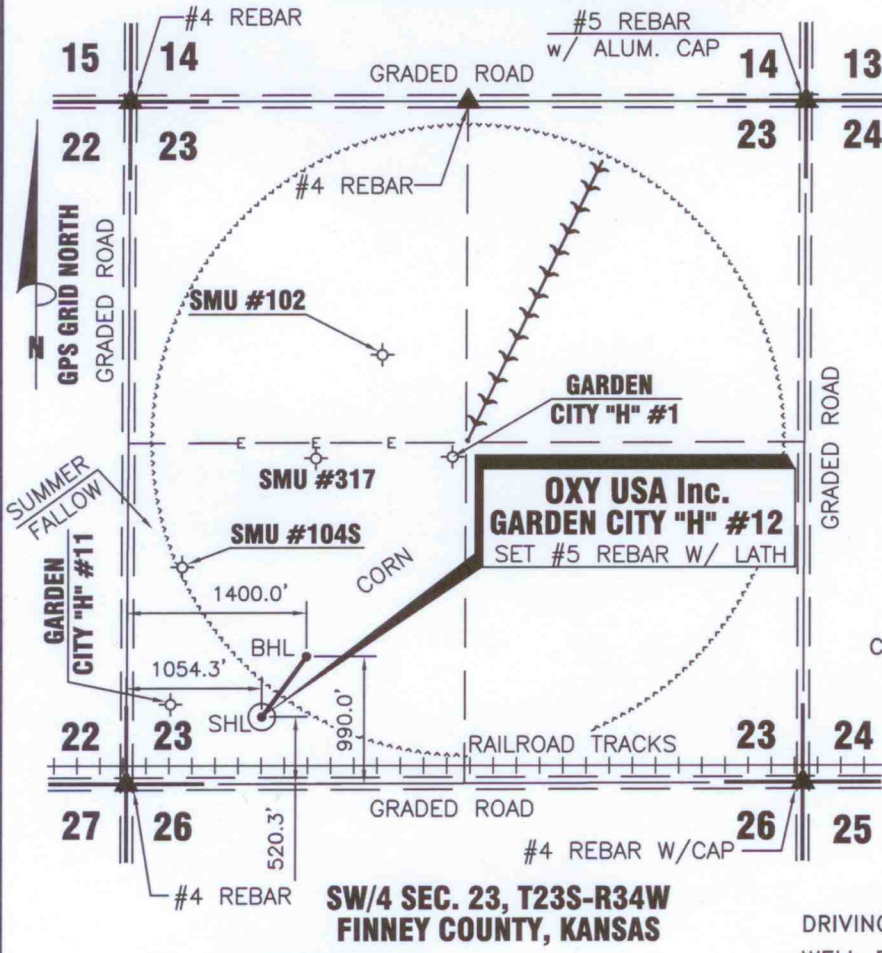 #4 REBAR
#5 REBAR
w/ ALUM. CAP
15 14
GRADED ROAD
14 13
22 23
23 24
#4 REBAR
GPS GRID NORTH
N
GRADED ROAD
SMU #102
GARDEN
CITY "H" #1
GRADED ROAD
E E E
SMU #317
SUMMER
FALLOW
OXY USA Inc.
GARDEN CITY "H" #12
SET #5 REBAR W/ LATH
SMU #104S
CORN
GARDEN
CITY "H" #11
1400.0'
BHL
1054.3'
SHL
990.0'
520.3'
C
22 23
RAILROAD TRACKS
23 24
GRADED ROAD
27 26
26 25
#4 REBAR W/CAP
#4 REBAR
SW/4 SEC. 23, T23S-R34W
FINNEY COUNTY, KANSAS
DRIVING